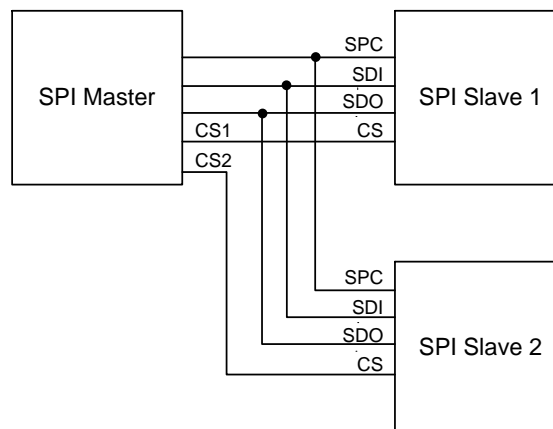 SPC
SDI
SPI Master
SPI Slave 1
SDO
CS1
CS
CS2
SPC
SDI
SDO
SPI Slave 2
CS